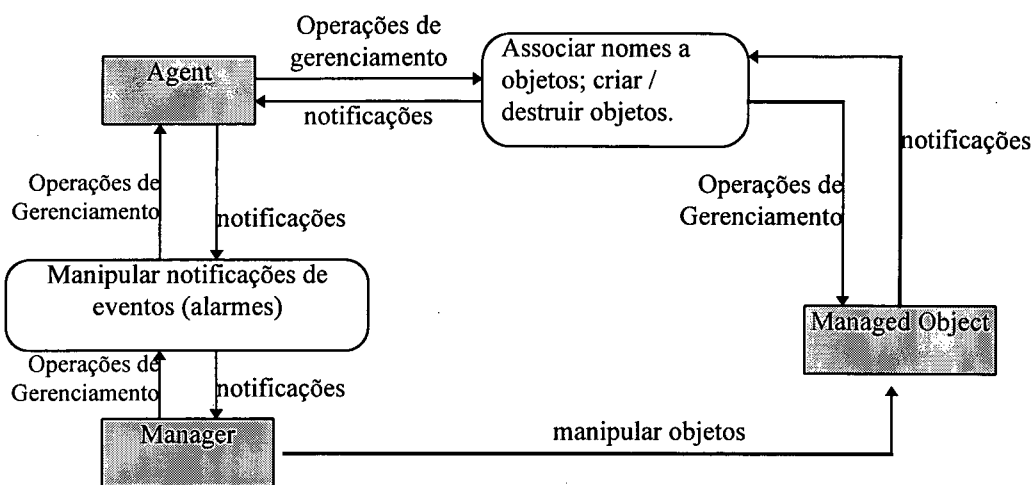 Operações de
gerenciamento
Associar nomes a
objetos; criar /
destruir objetos.
Agent
notificações
notificações
Operações de
Gerenciamento
Operações de
Gerenciamento
notificações
Manipular notificações de
eventos (alarmes)
Managed Object
Operações de
Gerenciamento
notificações
Manager
manipular objetos